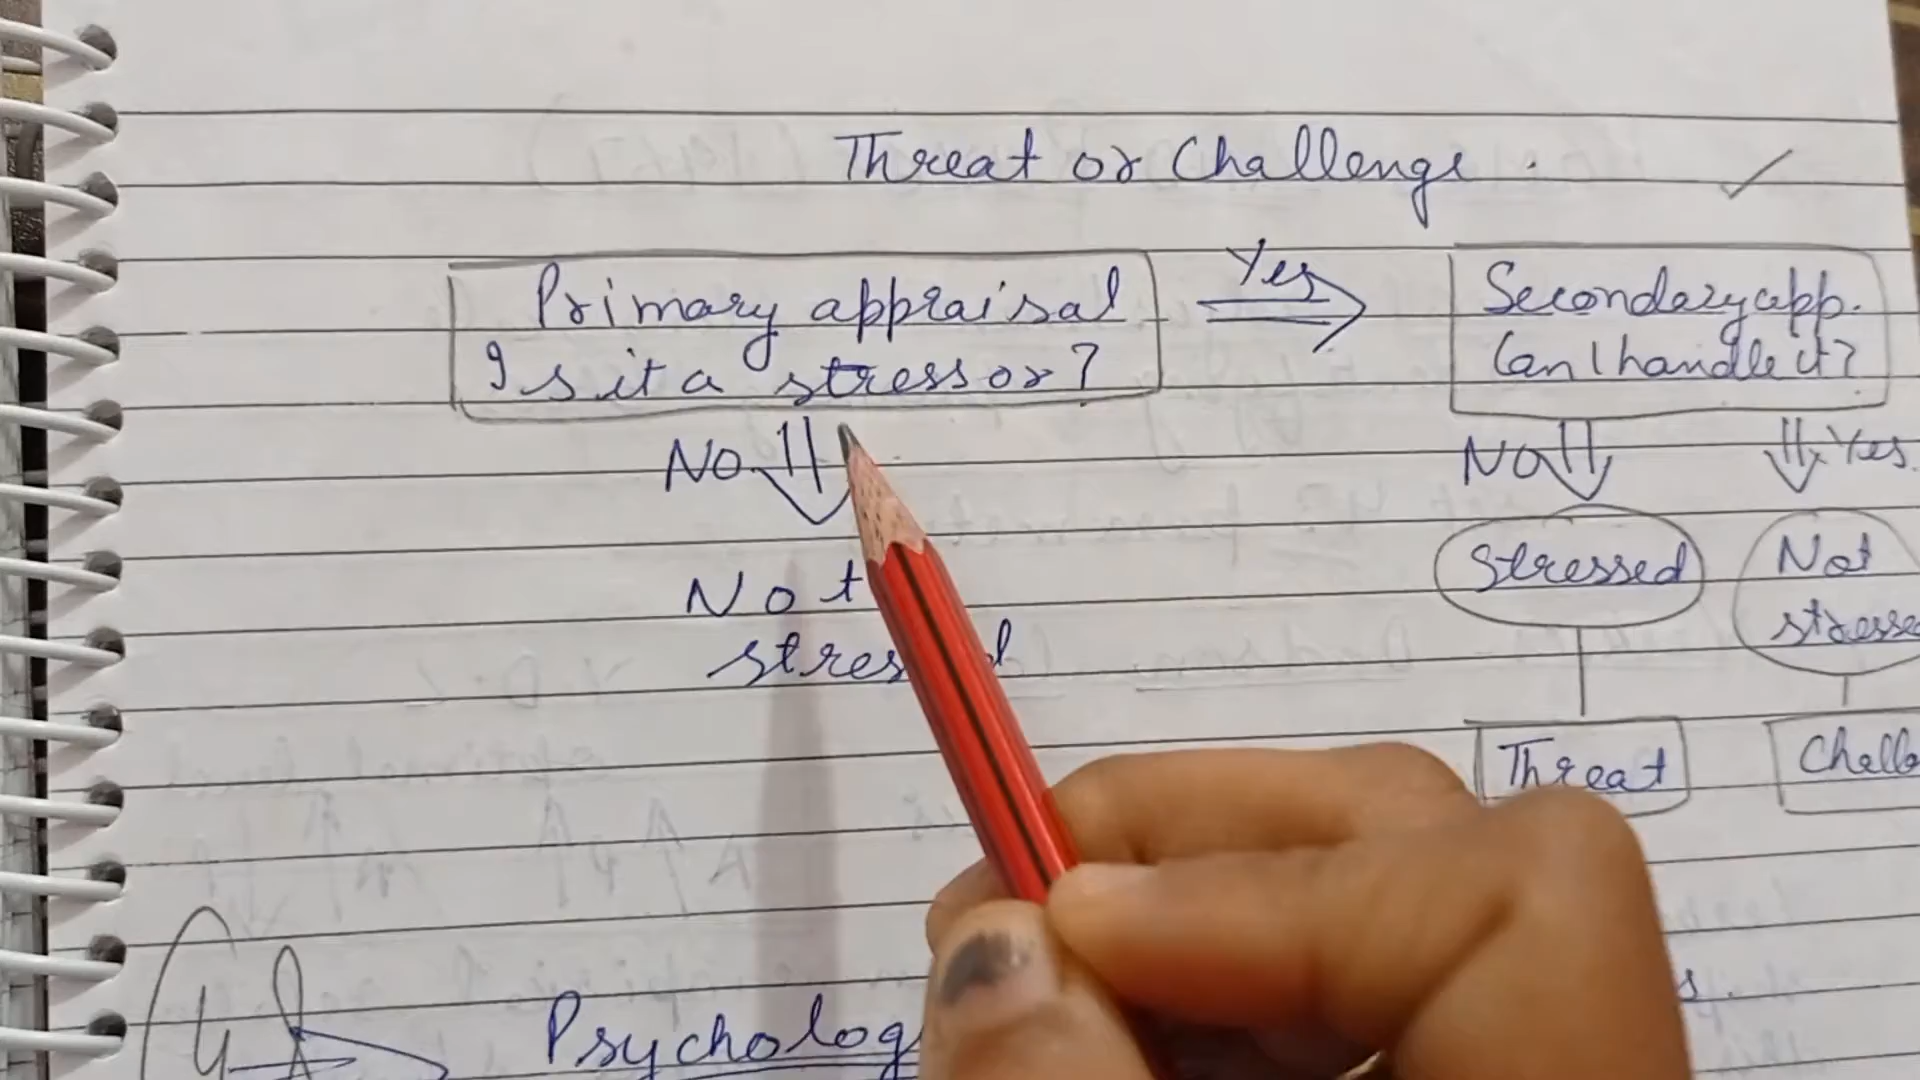 Threat or Challenge.
Primary appraisal
Is it a stressor?
Yes
Secondary app.
Can I handle it?
No
Not
No
Yes.
Stressed
Not
Threat